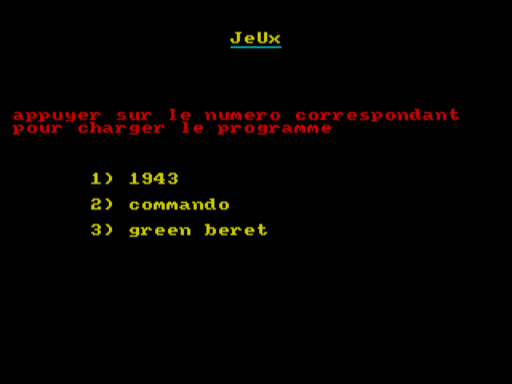 JeUx
appuyer sur le numero correspondant
pour charger le programme
1) 1943
2) commando
3) green beret